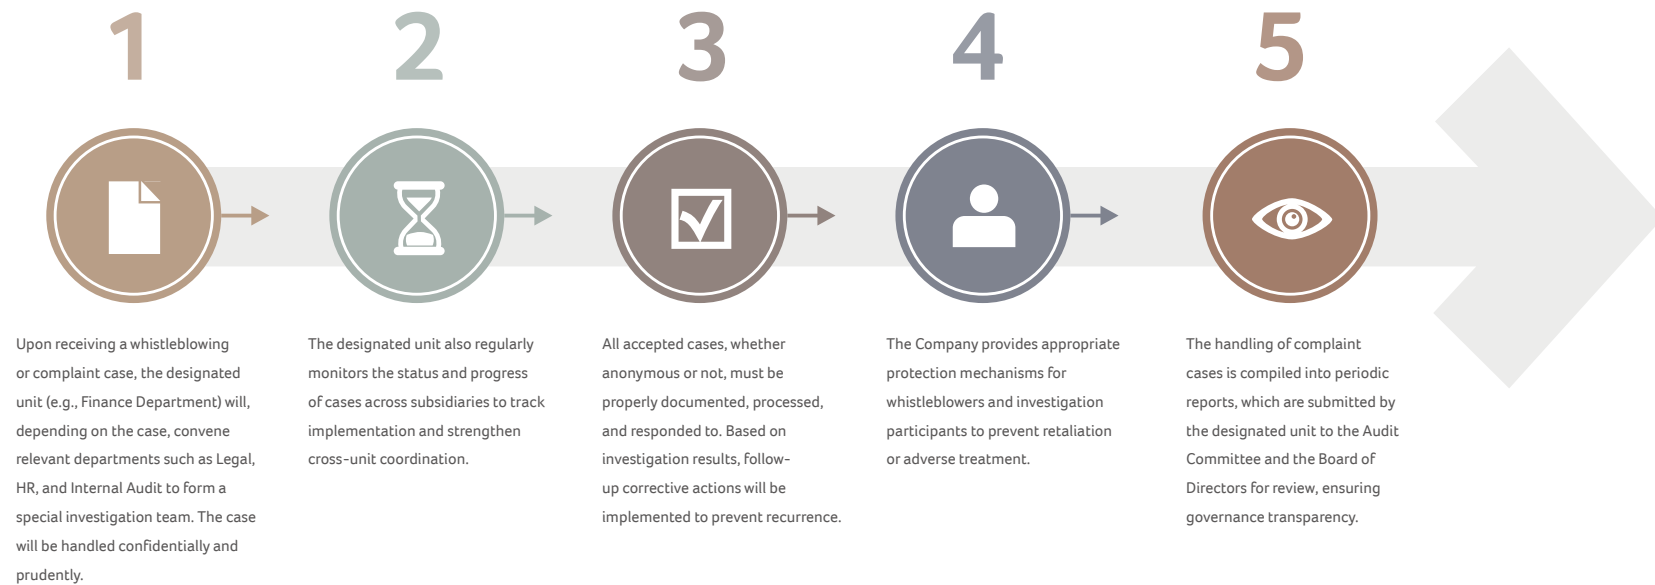 1
Upon receiving a whistleblowing
or complaint case, the designated
unit (e.g., Finance Department) will,
depending on the case, convene
relevant departments such as Legal,
HR, and Internal Audit to form a
special investigation team. The case
will be handled confidentially and
prudently.
2
The designated unit also regularly
monitors the status and progress
of cases across subsidiaries to track
implementation and strengthen
cross-unit coordination.
3
All accepted cases, whether
anonymous or not, must be
properly documented, processed,
and responded to. Based on
investigation results, follow-
up corrective actions will be
implemented to prevent recurrence.
4
The Company provides appropriate
protection mechanisms for
whistleblowers and investigation
participants to prevent retaliation
or adverse treatment.
5
The handling of complaint
cases is compiled into periodic
reports, which are submitted by
the designated unit to the Audit
Committee and the Board of
Directors for review, ensuring
governance transparency.